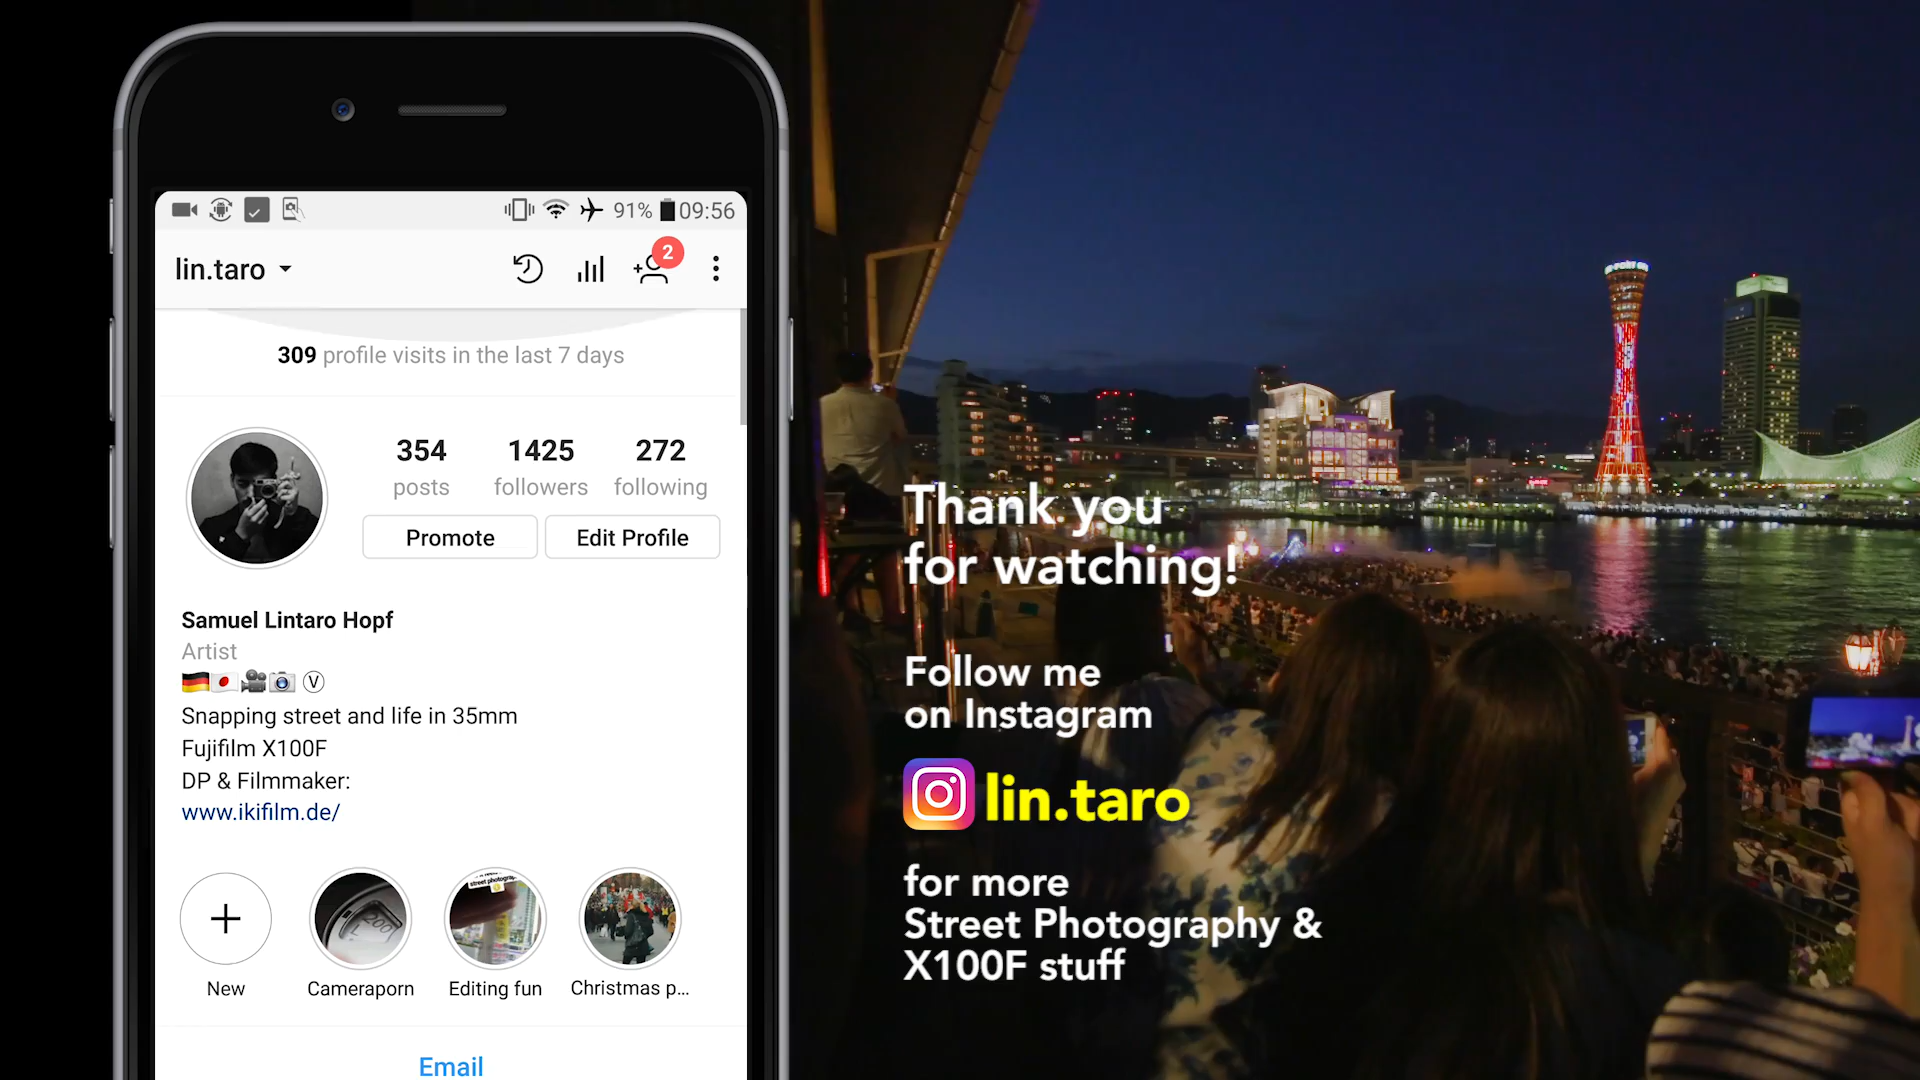 91% 09:56
lin.taro
2
309 profile visits in the last 7 days
354 1425 272
posts followers following
Promote Edit Profile
Samuel Lintaro Hopf
Artist
V
Snapping street and life in 35mm
Fujifilm X100F
DP & Filmmaker:
www.ikifilm.de/
200
street photography
New Cameraporn Editing fun Christmas p...
Email
Thank you
for watching!
Follow me
on Instagram
lin.taro
for more
Street Photography &
X100F stuff